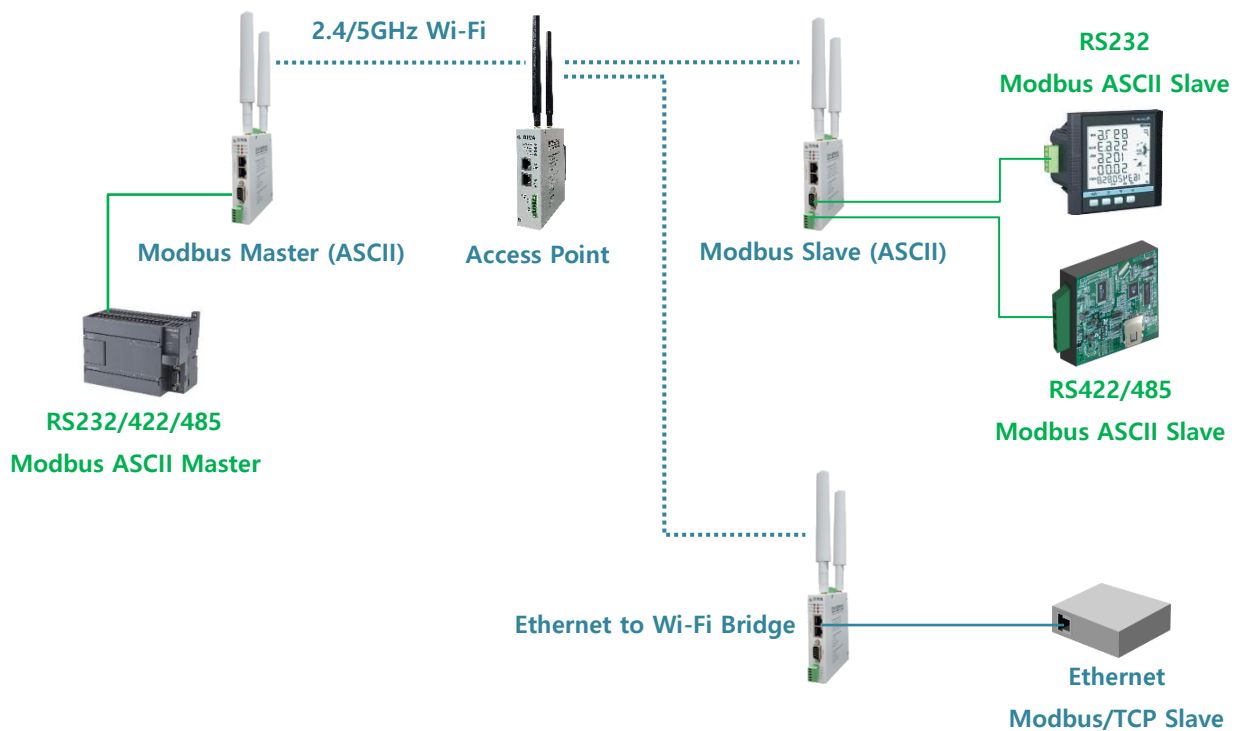 2.4/5GHz Wi-Fi
RS232
Modbus ASCII Slave
Modbus Master (ASCII)
Access Point
Modbus Slave (ASCII)
RS232/422/485
Modbus ASCII Master
RS422/485
Modbus ASCII Slave
Ethernet to Wi-Fi Bridge
Ethernet
Modbus/TCP Slave